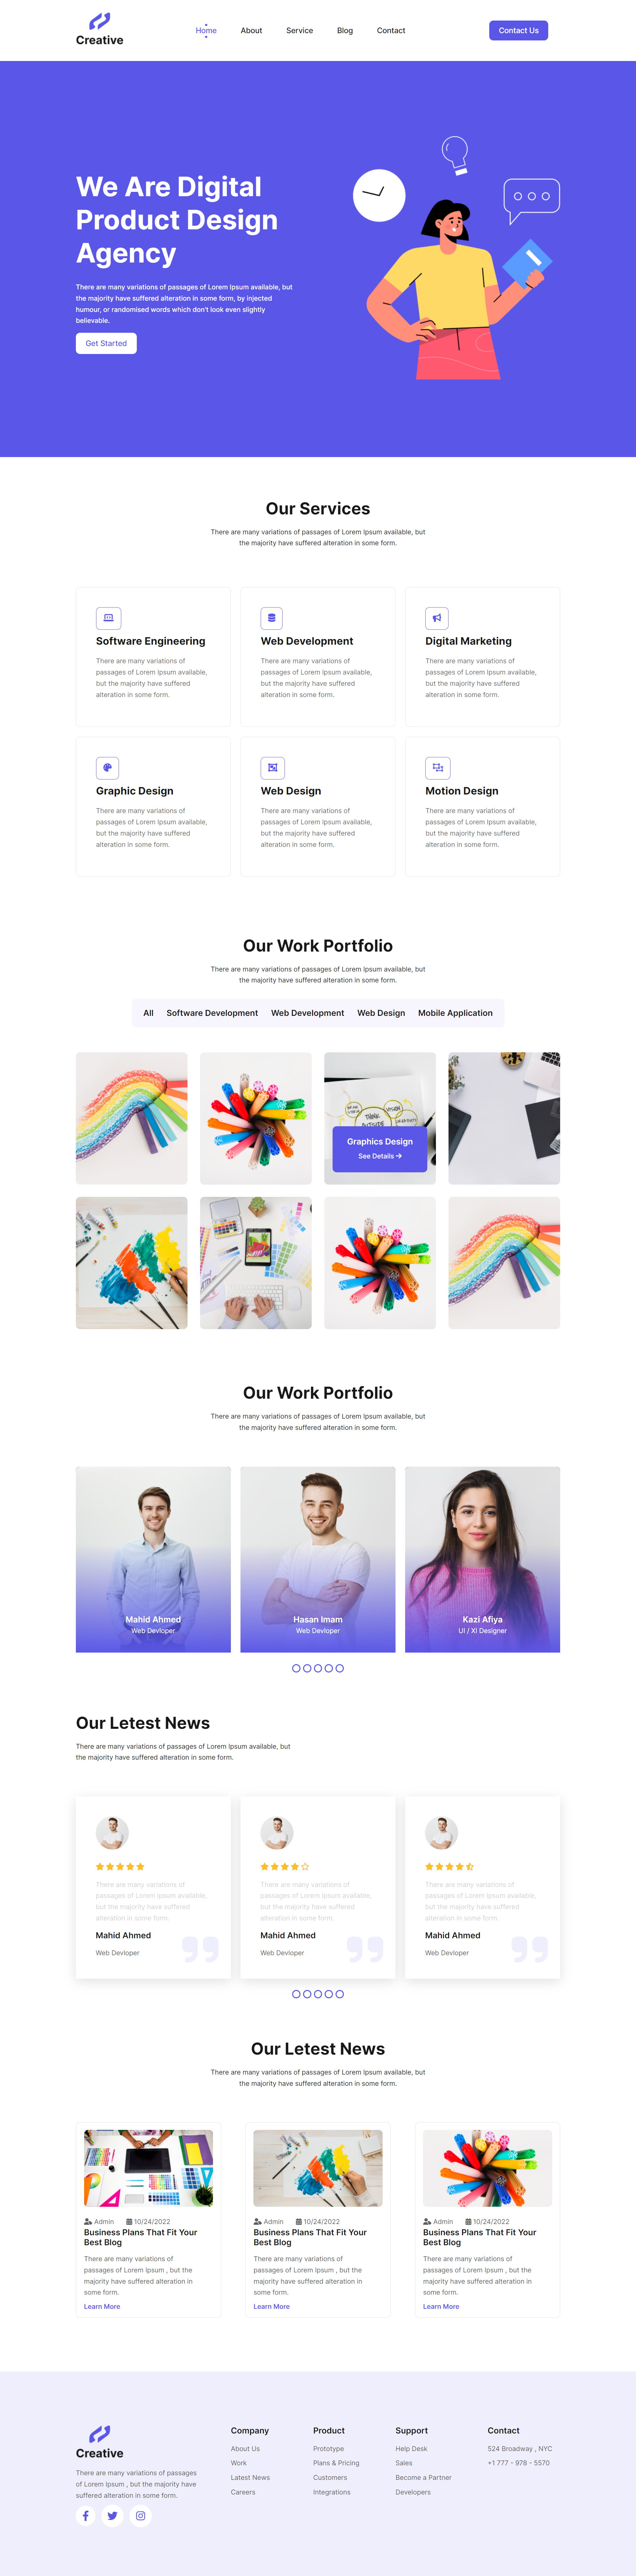 Creative
Home
About
Service
Blog
Contact
Contact Us
We Are Digital
Product Design
Agency
There are many variations of passages of Lorem Ipsum available, but
the majority have suffered alteration in some form, by injected
humour, or randomised words which don't look even slightly
believable.
Get Started
Our Services
There are many variations of passages of Lorem Ipsum available, but
the majority have suffered alteration in some form.
Software Engineering
There are many variations of
passages of Lorem Ipsum available,
but the majority have suffered
alteration in some form.
Web Development
There are many variations of
passages of Lorem Ipsum available,
but the majority have suffered
alteration in some form.
Digital Marketing
There are many variations of
passages of Lorem Ipsum available,
but the majority have suffered
alteration in some form.
Graphic Design
There are many variations of
passages of Lorem Ipsum available,
but the majority have suffered
alteration in some form.
Web Design
There are many variations of
passages of Lorem Ipsum available,
but the majority have suffered
alteration in some form.
Motion Design
There are many variations of
passages of Lorem Ipsum available,
but the majority have suffered
alteration in some form.
Our Work Portfolio
There are many variations of passages of Lorem Ipsum available, but
the majority have suffered alteration in some form.
All
Software Development
Web Development
Web Design
Mobile Application
THINK
OUTSIDE
VISION
Graphics Design
See Details
Our Work Portfolio
There are many variations of passages of Lorem Ipsum available, but
the majority have suffered alteration in some form.
Mahid Ahmed
Web Devloper
Hasan Imam
Web Devloper
Kazi Afiya
UI / XI Designer
Our Letest News
There are many variations of passages of Lorem Ipsum available, but
the majority have suffered alteration in some form.
There are many variations of
passages of Lorem Ipsum available,
but the majority have suffered
alteration in some form.
Mahid Ahmed
Web Devloper
There are many variations of
passages of Lorem Ipsum available,
but the majority have suffered
alteration in some form.
Mahid Ahmed
Web Devloper
There are many variations of
passages of Lorem Ipsum available,
but the majority have suffered
alteration in some form.
Mahid Ahmed
Web Devloper
Our Letest News
There are many variations of passages of Lorem Ipsum available, but
the majority have suffered alteration in some form.
Admin 10/24/2022
Business Plans That Fit Your
Best Blog
There are many variations of
passages of Lorem Ipsum , but the
majority have suffered alteration in
some form.
Learn More
Admin 10/24/2022
Business Plans That Fit Your
Best Blog
There are many variations of
passages of Lorem Ipsum , but the
majority have suffered alteration in
some form.
Learn More
Admin 10/24/2022
Business Plans That Fit Your
Best Blog
There are many variations of
passages of Lorem Ipsum , but the
majority have suffered alteration in
some form.
Learn More
Creative
There are many variations of passages
of Lorem Ipsum , but the majority have
suffered alteration in some form.
Company
About Us
Work
Latest News
Careers
Product
Prototype
Plans & Pricing
Customers
Integrations
Support
Help Desk
Sales
Become a Partner
Developers
Contact
524 Broadway , NYC
+1 777 - 978 - 5570